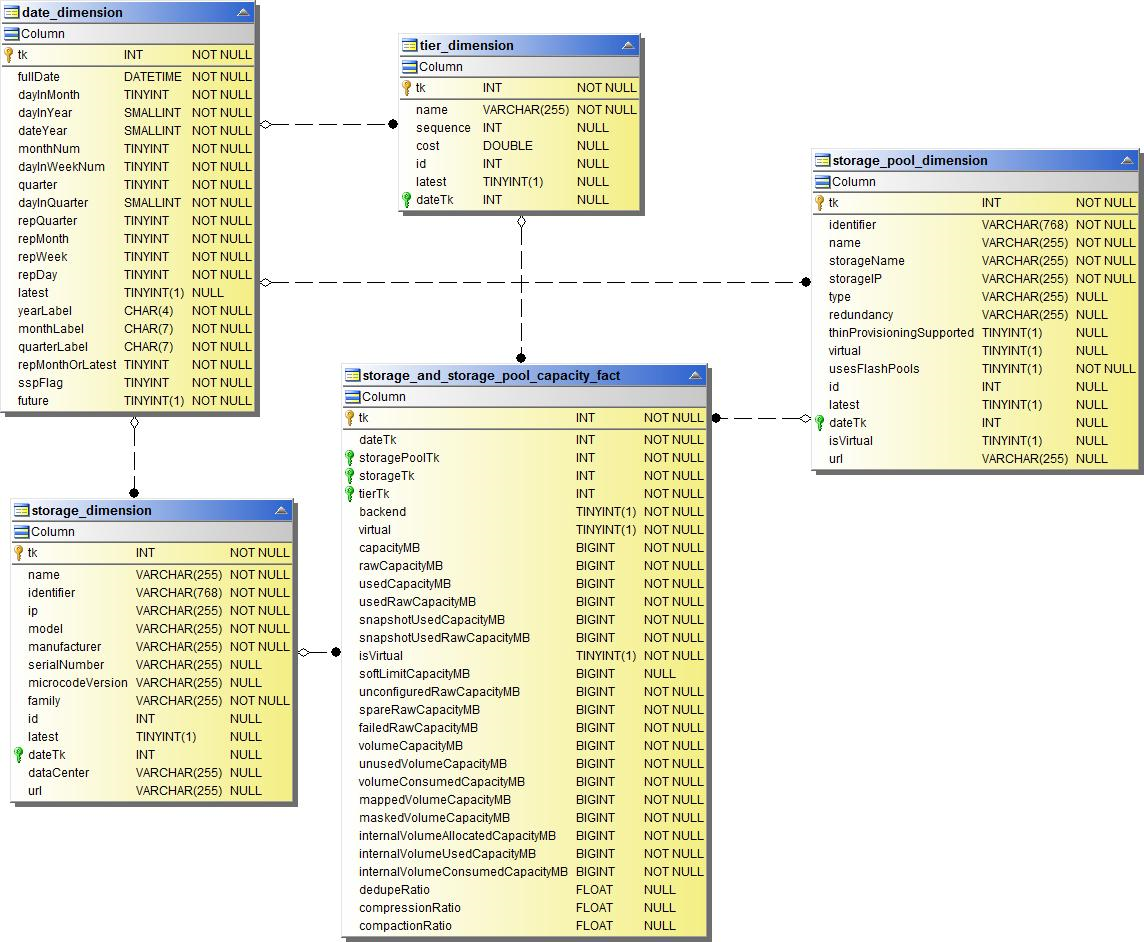 date_dimension
Column
tk INT NOT NULL
fullDate DATETIME NOT NULL
dayInMonth TINYINT NOT NULL
dayInYear SMALLINT NOT NULL
dateYear SMALLINT NOT NULL
monthNum TINYINT NOT NULL
dayInWeekNum TINYINT NOT NULL
quarter TINYINT NOT NULL
dayInQuarter SMALLINT NOT NULL
repQuarter TINYINT NOT NULL
repMonth TINYINT NOT NULL
repWeek TINYINT NOT NULL
repDay TINYINT NOT NULL
latest TINYINT(1) NULL
yearLabel CHAR(4) NOT NULL
monthLabel CHAR(7) NOT NULL
quarterLabel CHAR(7) NOT NULL
repMonthOrLatest TINYINT NOT NULL
sspFlag TINYINT NOT NULL
future TINYINT(1) NOT NULL
tier_dimension
Column
tk INT NOT NULL
name VARCHAR(255) NOT NULL
sequence INT NULL
cost DOUBLE NULL
id INT NULL
latest TINYINT(1) NULL
dateTk INT NULL
storage_pool_dimension
Column
tk INT NOT NULL
identifier VARCHAR(768) NOT NULL
name VARCHAR(255) NOT NULL
storageName VARCHAR(255) NOT NULL
storageIP VARCHAR(255) NOT NULL
type VARCHAR(255) NULL
redundancy VARCHAR(255) NULL
thinProvisioningSupported TINYINT(1) NULL
virtual TINYINT(1) NULL
usesFlashPools TINYINT(1) NOT NULL
id INT NULL
latest TINYINT(1) NULL
dateTk INT NULL
isVirtual TINYINT(1) NULL
url VARCHAR(255) NULL
storage_dimension
Column
tk INT NOT NULL
name VARCHAR(255) NOT NULL
identifier VARCHAR(768) NOT NULL
ip VARCHAR(255) NOT NULL
model VARCHAR(255) NOT NULL
manufacturer VARCHAR(255) NOT NULL
serialNumber VARCHAR(255) NULL
microcodeVersion VARCHAR(255) NULL
family VARCHAR(255) NOT NULL
id INT NULL
latest TINYINT(1) NULL
dateTk INT NULL
dataCenter VARCHAR(255) NULL
url VARCHAR(255) NULL
storage_and_storage_pool_capacity_fact
Column
tk INT NOT NULL
dateTk INT NOT NULL
storagePoolTk INT NOT NULL
storageTk INT NOT NULL
tierTk INT NOT NULL
backend TINYINT(1) NOT NULL
virtual TINYINT(1) NOT NULL
capacityMB BIGINT NOT NULL
rawCapacityMB BIGINT NOT NULL
usedCapacityMB BIGINT NOT NULL
usedRawCapacityMB BIGINT NOT NULL
snapshotUsedCapacityMB BIGINT NOT NULL
snapshotUsedRawCapacityMB BIGINT NOT NULL
isVirtual TINYINT(1) NOT NULL
softLimitCapacityMB BIGINT NULL
unconfiguredRawCapacityMB BIGINT NOT NULL
spareRawCapacityMB BIGINT NOT NULL
failedRawCapacityMB BIGINT NOT NULL
volumeCapacityMB BIGINT NOT NULL
unusedVolumeCapacityMB BIGINT NOT NULL
volumeConsumedCapacityMB BIGINT NOT NULL
mappedVolumeCapacityMB BIGINT NOT NULL
maskedVolumeCapacityMB BIGINT NOT NULL
internalVolumeAllocatedCapacityMB BIGINT NOT NULL
internalVolumeUsedCapacityMB BIGINT NOT NULL
internalVolumeConsumedCapacityMB BIGINT NOT NULL
dedupeRatio FLOAT NULL
compressionRatio FLOAT NULL
compactionRatio FLOAT NULL